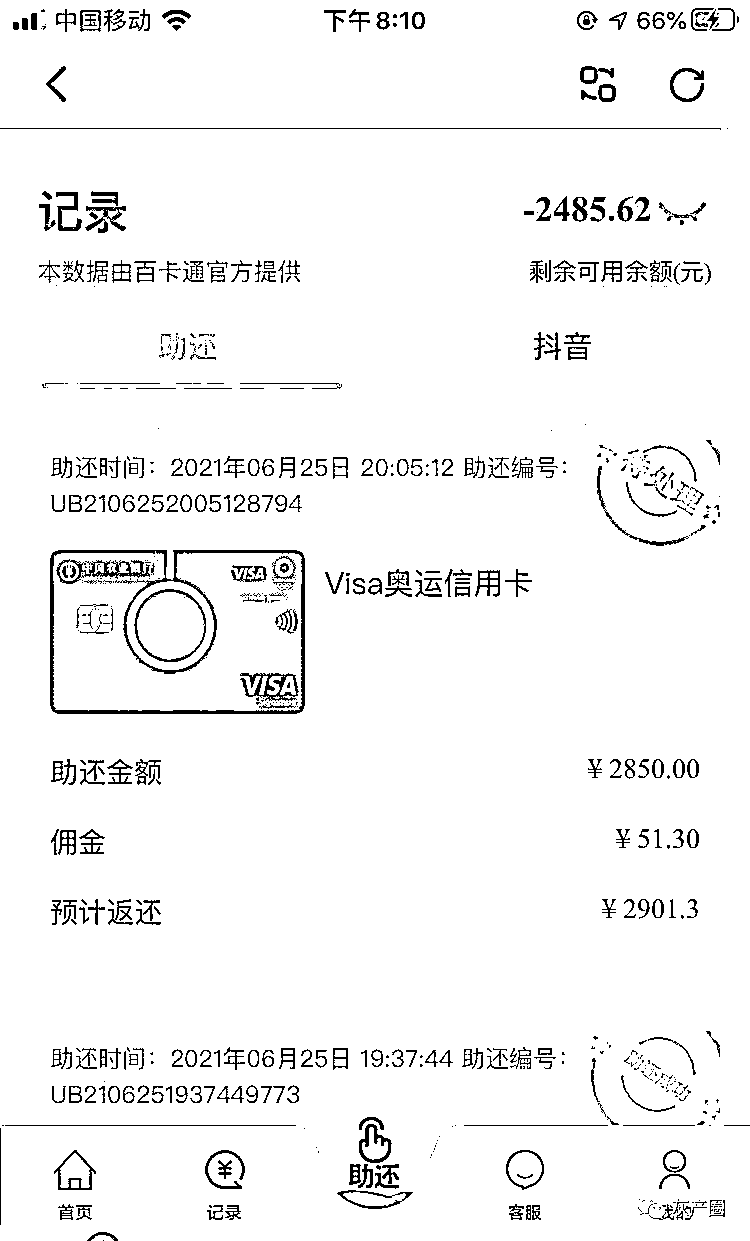 中国移动 下午8:10 66%
记录 -2485.62
本数据由百卡通官方提供 剩余可用余额(元)
助还 抖音
助还时间：2021年06月25日 20:05:12 助还编号：
UB2106252005128794
待处理
中国农业银行 VISA
Visa奥运信用卡
VISA
助还金额 ¥2850.00
佣金 ¥51.30
预计返还 ¥2901.3
助还时间：2021年06月25日 19:37:44 助还编号：
UB2106251937449773
助还成功
首页 记录 助还 客服 我的
灰产圈